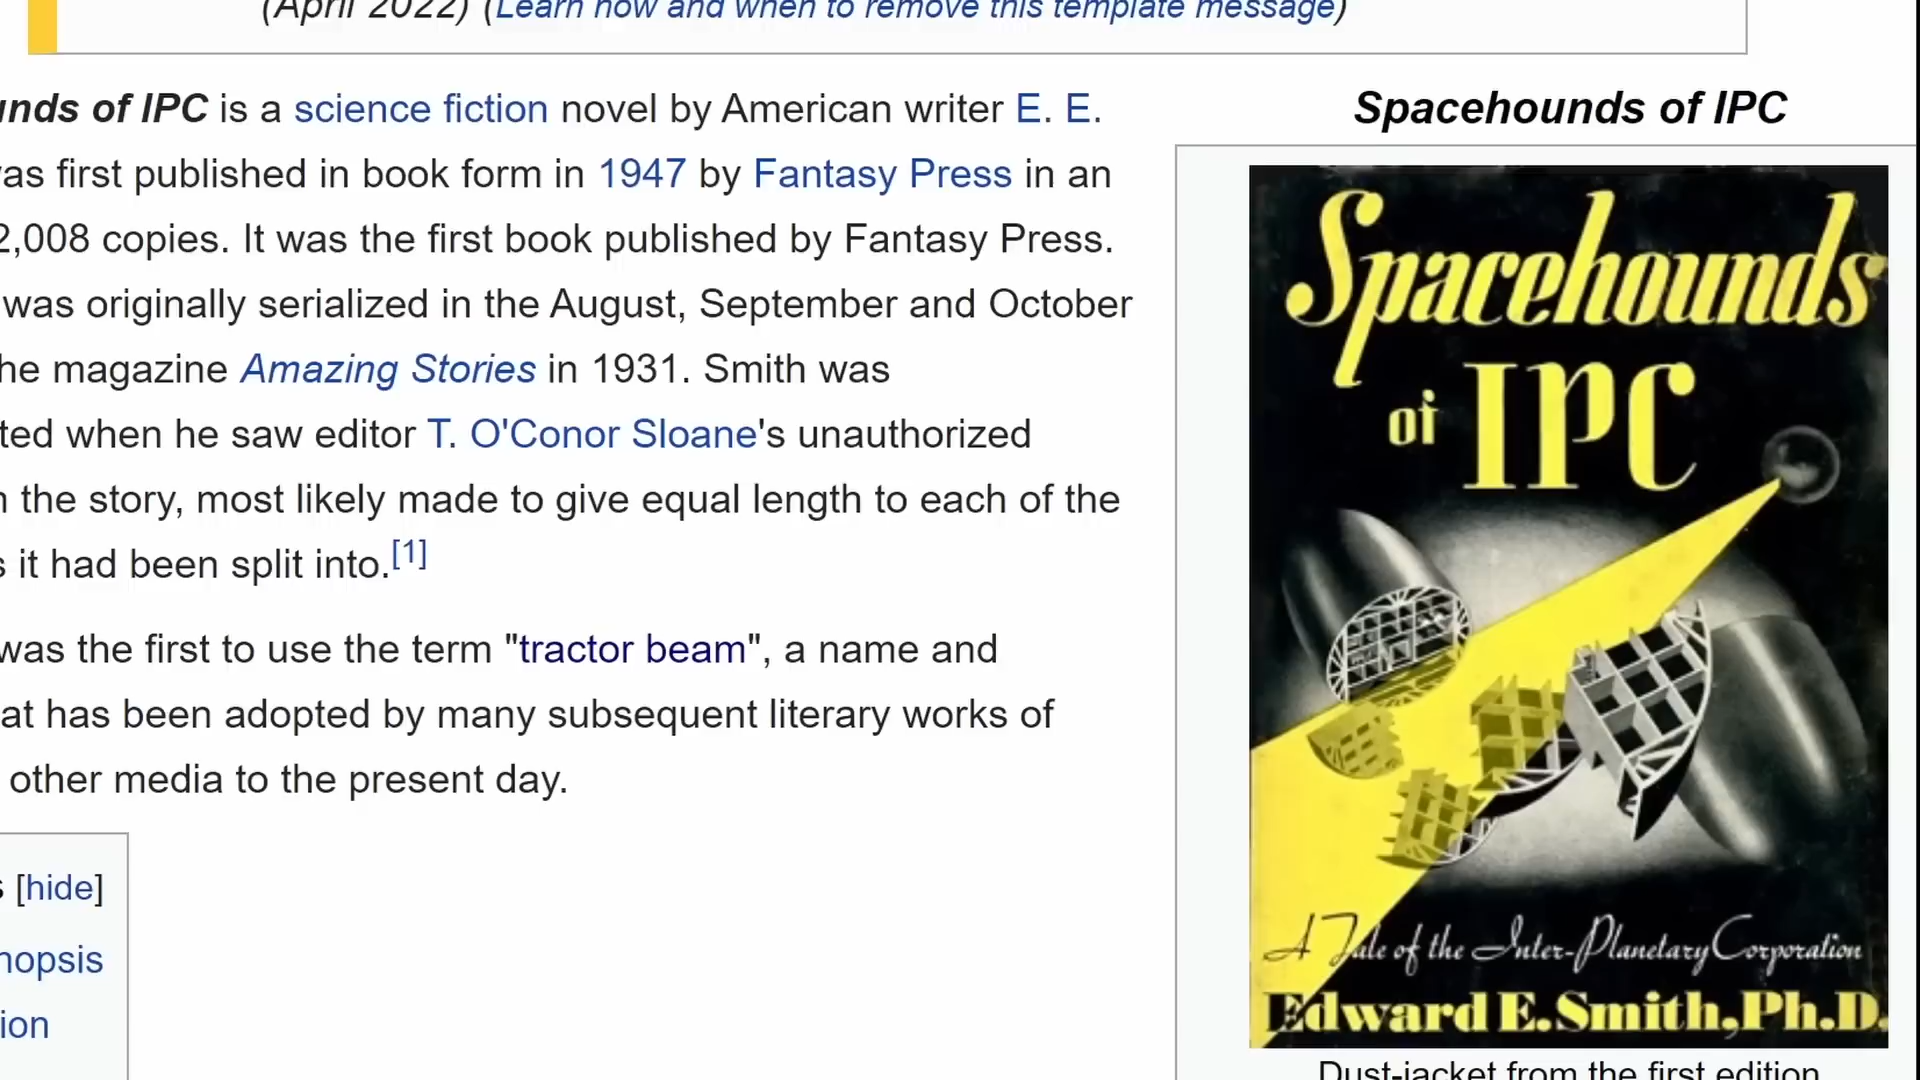 (April 2022) (Learn how and when to remove this template message)
unds of IPC is a science fiction novel by American writer E. E.
was first published in book form in 1947 by Fantasy Press in an
2,008 copies. It was the first book published by Fantasy Press.
was originally serialized in the August, September and October
he magazine Amazing Stories in 1931. Smith was
ted when he saw editor T. O'Conor Sloane's unauthorized
n the story, most likely made to give equal length to each of the
s it had been split into.[1]
was the first to use the term "tractor beam", a name and
at has been adopted by many subsequent literary works of
other media to the present day.
s [hide]
nopsis
ion
Spacehounds of IPC
Spacehounds
of IPC
A Tale of the Inter-Planetary Corporation
Edward E. Smith, Ph.D.
Dust-jacket from the first edition